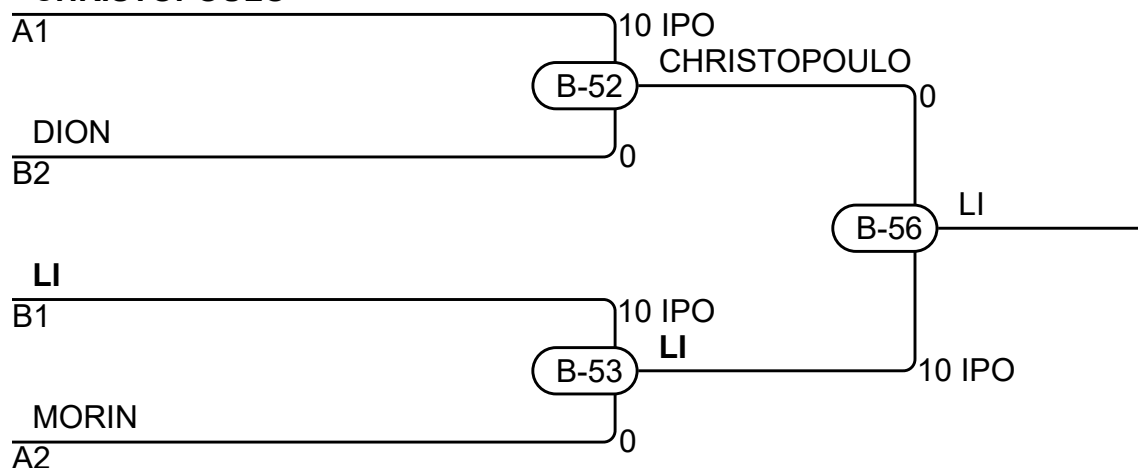 A1
10 IPO
CHRISTOPOULO
B-52
0
DION
B2
0
LI
B-56
LI
B1
10 IPO
LI
B-53
10 IPO
MORIN
A2
0